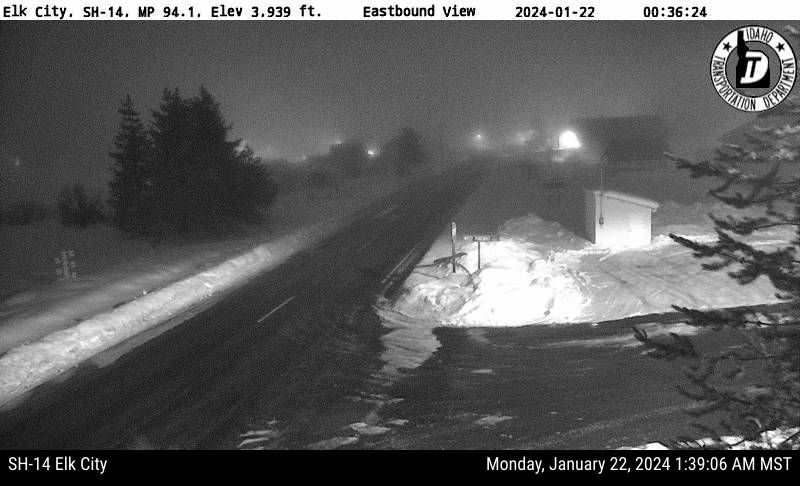 Elk City, SH-14, MP 94.1, Elev 3,939 ft. Eastbound View 2024-01-22 00:36:24
IDAHO
TRANSPORTATION DEPARTMENT
SH-14 Elk City Monday, January 22, 2024 1:39:06 AM MST